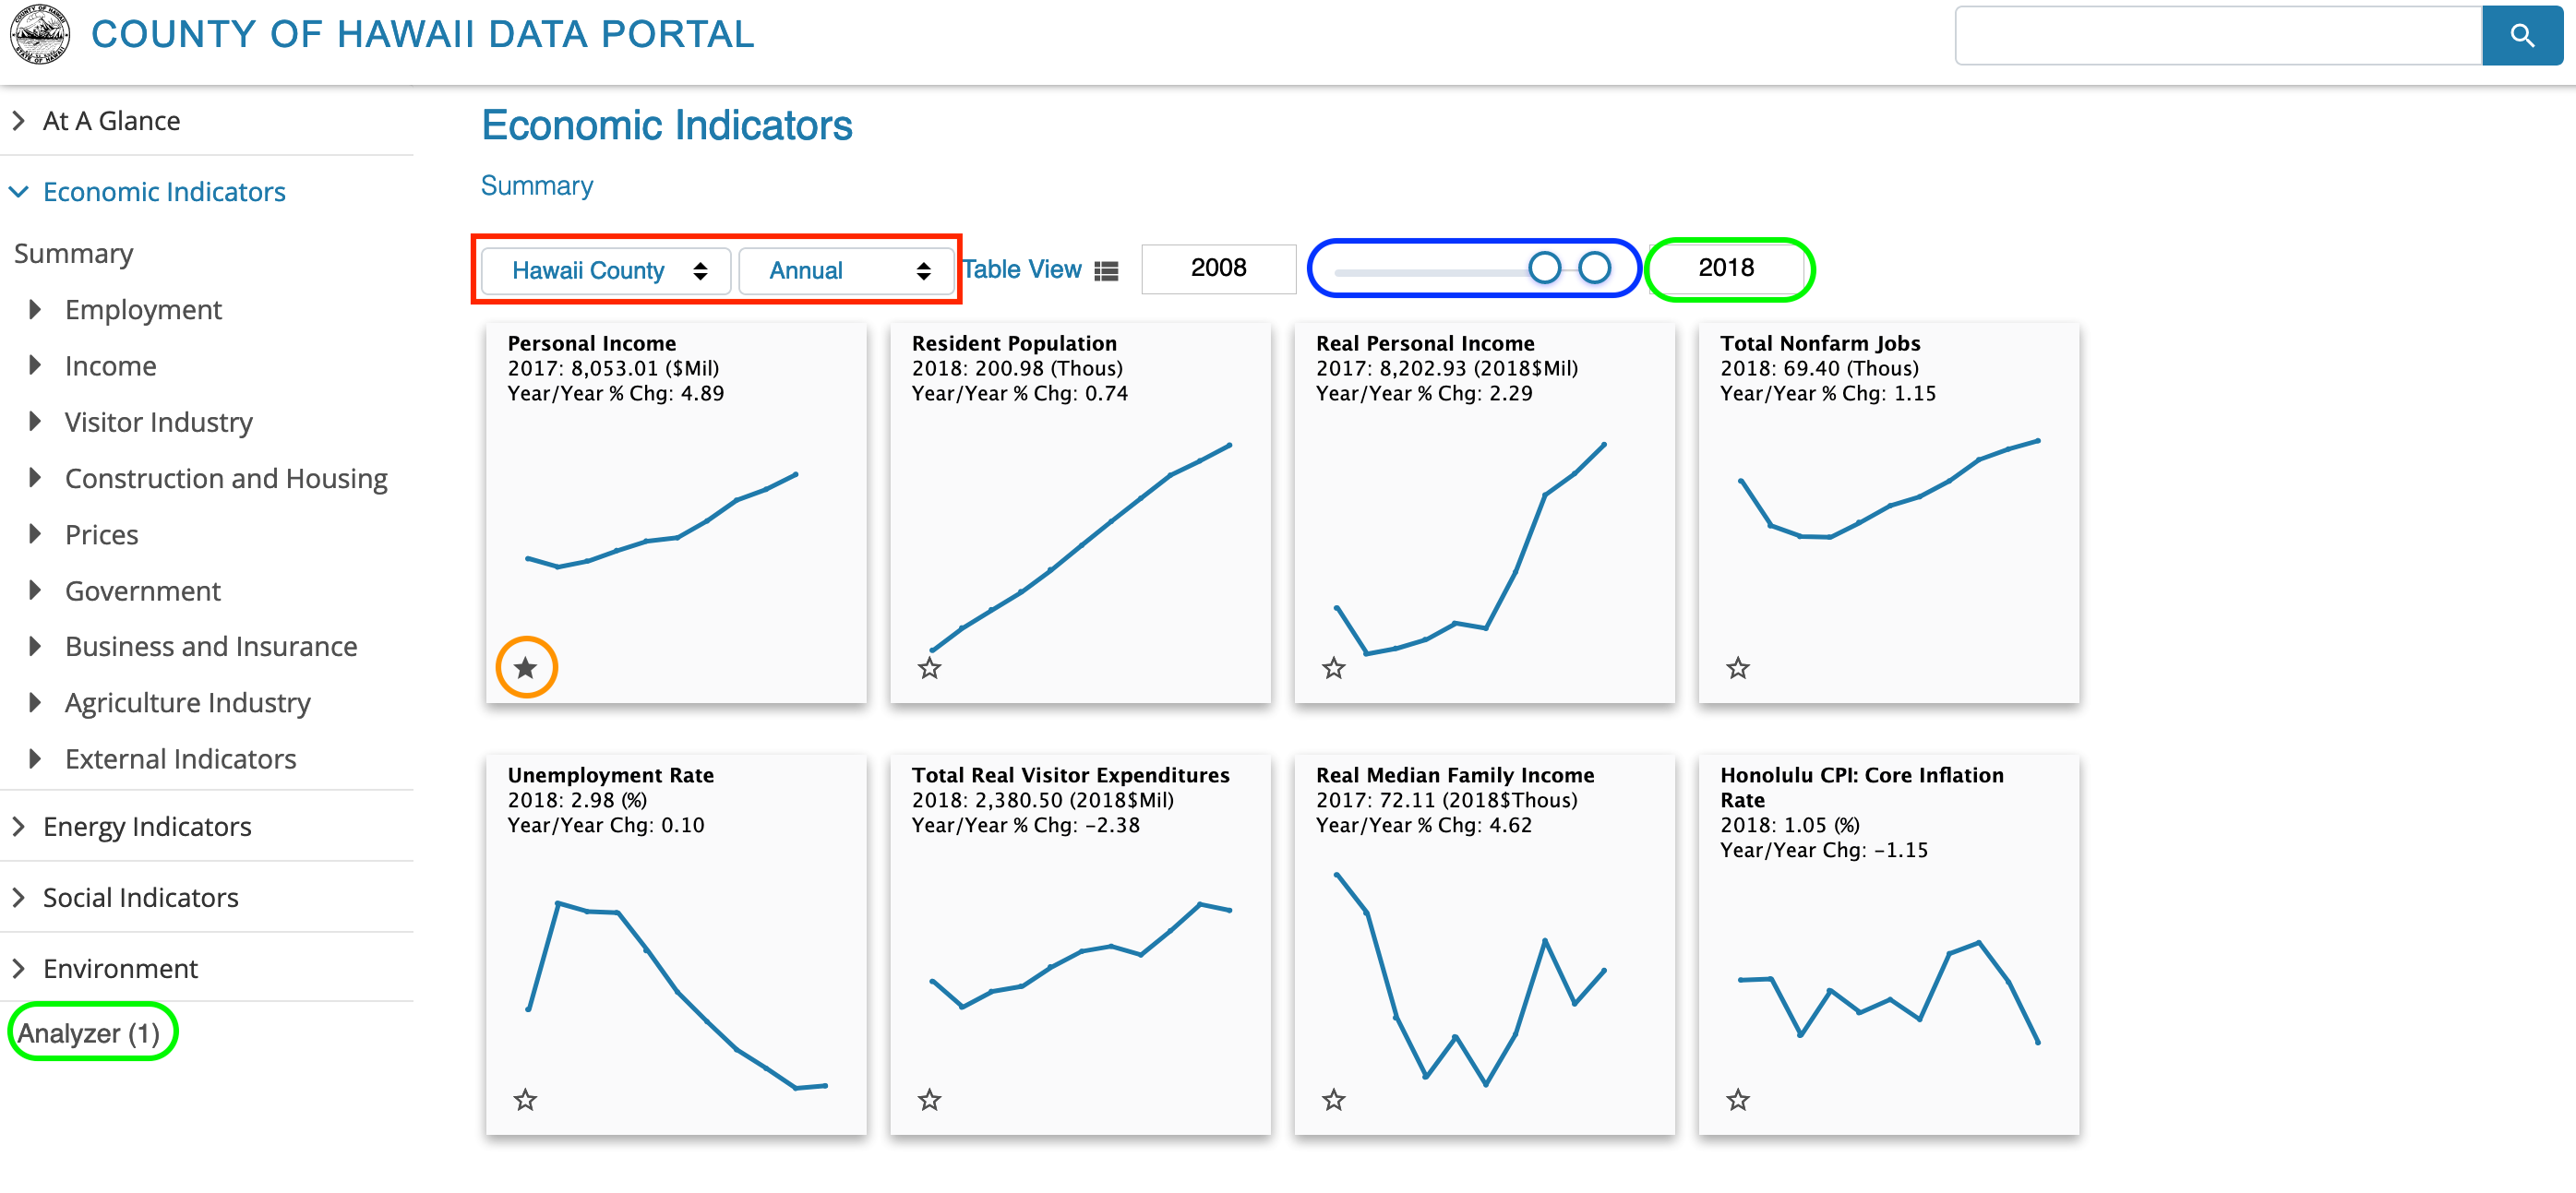 COUNTY OF HAWAII
STATE OF HAWAII
COUNTY OF HAWAII DATA PORTAL
At A Glance
Economic Indicators
Summary
Employment
Income
Visitor Industry
Construction and Housing
Prices
Government
Business and Insurance
Agriculture Industry
External Indicators
Energy Indicators
Social Indicators
Environment
Analyzer (1)
Economic Indicators
Summary
Hawaii County Annual Table View 2008 2018
Personal Income
2017: 8,053.01 ($Mil)
Year/Year % Chg: 4.89
Resident Population
2018: 200.98 (Thous)
Year/Year % Chg: 0.74
Real Personal Income
2017: 8,202.93 (2018$Mil)
Year/Year % Chg: 2.29
Total Nonfarm Jobs
2018: 69.40 (Thous)
Year/Year % Chg: 1.15
Unemployment Rate
2018: 2.98 (%)
Year/Year Chg: 0.10
Total Real Visitor Expenditures
2018: 2,380.50 (2018$Mil)
Year/Year % Chg: −2.38
Real Median Family Income
2017: 72.11 (2018$Thous)
Year/Year % Chg: 4.62
Honolulu CPI: Core Inflation
Rate
2018: 1.05 (%)
Year/Year Chg: −1.15